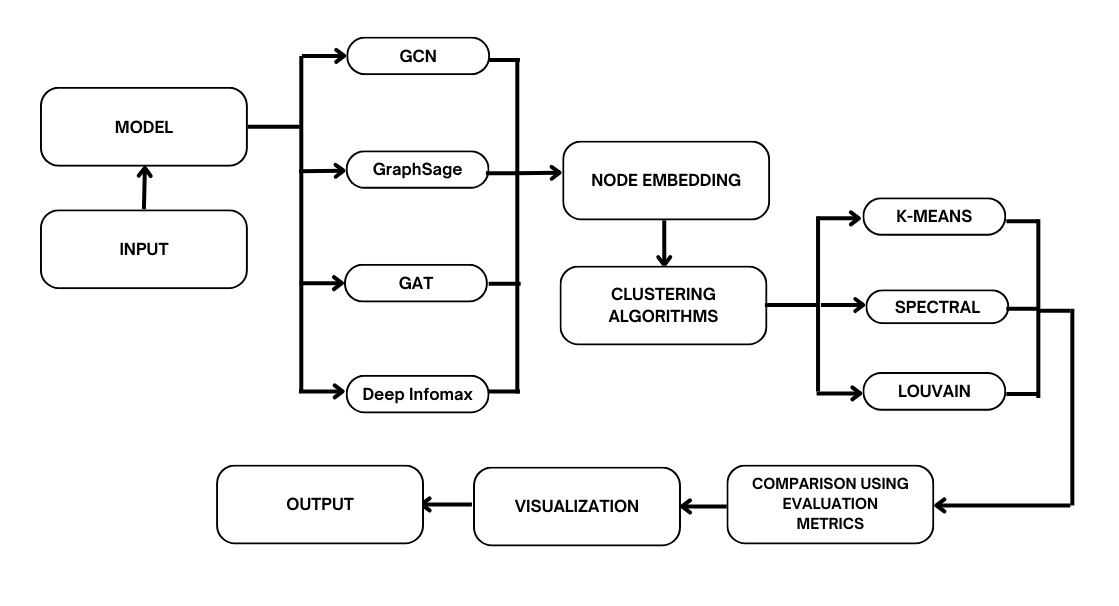 MODEL
INPUT
GCN
GraphSage
GAT
Deep Infomax
NODE EMBEDDING
CLUSTERING
ALGORITHMS
K-MEANS
SPECTRAL
LOUVAIN
COMPARISON USING
EVALUATION
METRICS
VISUALIZATION
OUTPUT